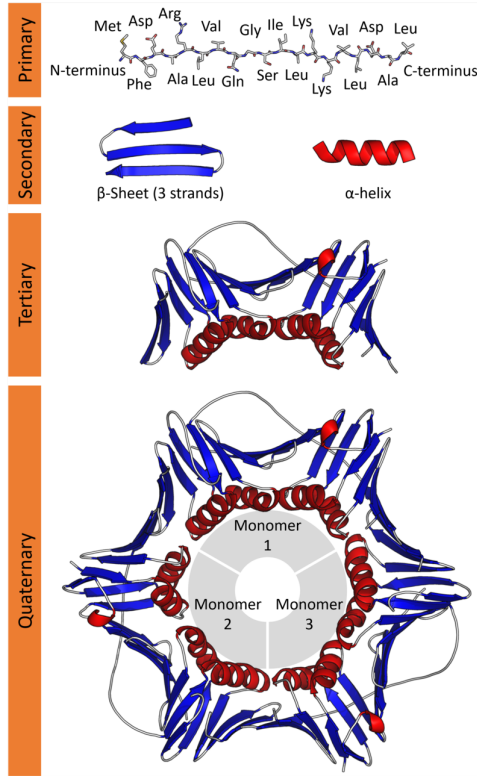 Primary
Met Asp Arg Val Gly Ile Lys Val Asp Leu
N-terminus Phe Ala Leu Gln Ser Leu Lys Leu Ala C-terminus
Secondary
β-Sheet (3 strands) α-helix
Tertiary
Quaternary
Monomer
1
Monomer
2
Monomer
3